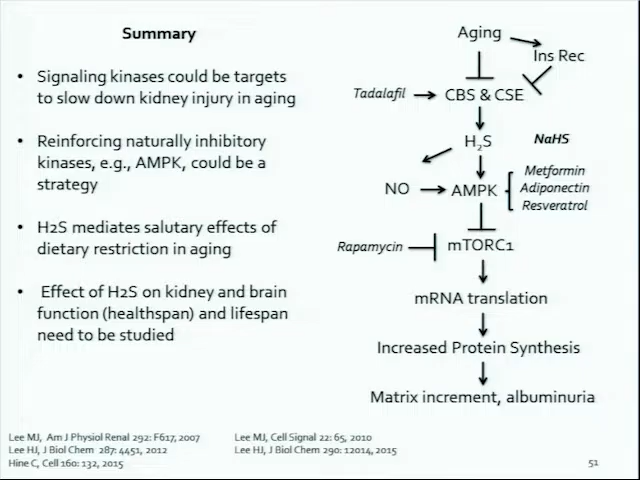 Summary
• Signaling kinases could be targets
to slow down kidney injury in aging
• Reinforcing naturally inhibitory
kinases, e.g., AMPK, could be a
strategy
• H2S mediates salutary effects of
dietary restriction in aging
• Effect of H2S on kidney and brain
function (healthspan) and lifespan
need to be studied
Aging
Ins Rec
Tadalafil
CBS & CSE
H₂S
NaHS
NO
AMPK
Metformin
Adiponectin
Resveratrol
Rapamycin
mTORC1
mRNA translation
Increased Protein Synthesis
Matrix increment, albuminuria
Lee MJ, Am J Physiol Renal 292: F617, 2007
Lee HJ, J Biol Chem 287: 4451, 2012
Hine C, Cell 160: 132, 2015
Lee MJ, Cell Signal 22: 65, 2010
Lee HJ, J Biol Chem 290: 12014, 2015
51